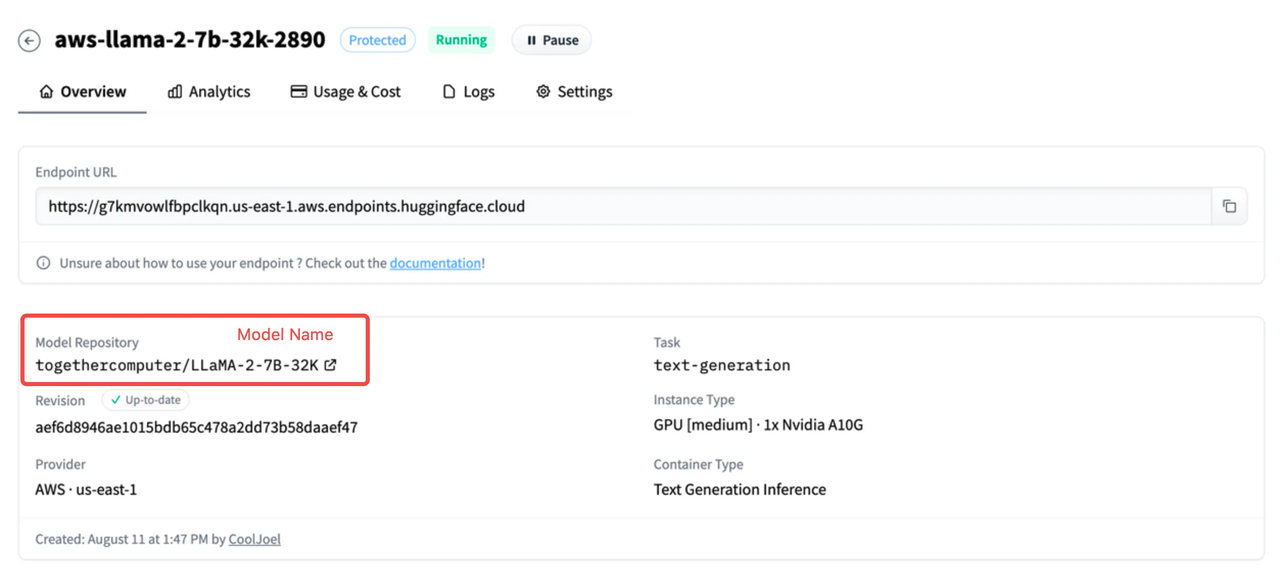 aws-llama-2-7b-32k-2890 Protected Running Pause
Overview Analytics Usage & Cost Logs Settings
Endpoint URL
https://g7kmvowlfbpclkqn.us-east-1.aws.endpoints.huggingface.cloud
Unsure about how to use your endpoint ? Check out the documentation!
Model Name
Model Repository
togethercomputer/LLaMA-2-7B-32K
Task
text-generation
Revision Up-to-date
aef6d8946ae1015bdb65c478a2dd73b58daaef47
Instance Type
GPU [medium] · 1x Nvidia A10G
Provider
AWS · us-east-1
Container Type
Text Generation Inference
Created: August 11 at 1:47 PM by CoolJoel